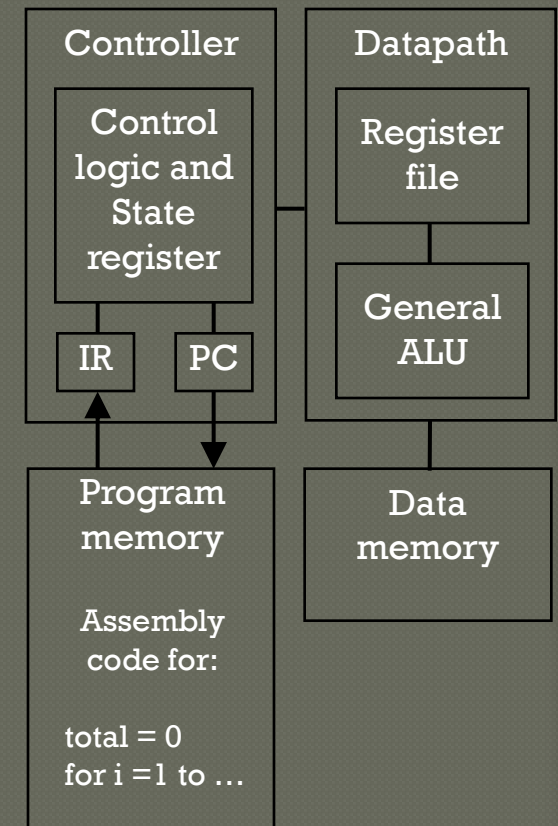 Controller
Control
logic and
State
register
IR
PC
Datapath
Register
file
General
ALU
Program
memory
Assembly
code for:
total = 0
for i =1 to …
Data
memory